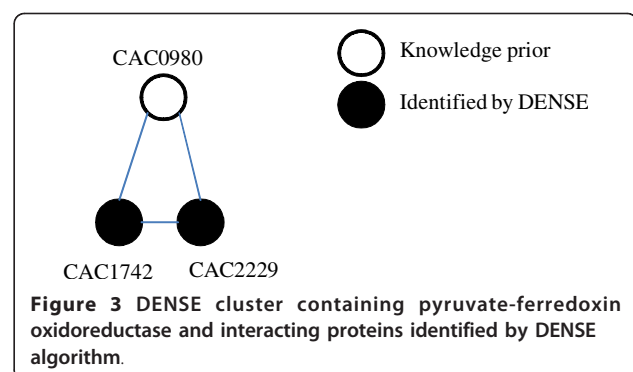 CAC0980
Knowledge prior
Identified by DENSE
CAC1742
CAC2229
Figure 3 DENSE cluster containing pyruvate-ferredoxin
oxidoreductase and interacting proteins identified by DENSE
algorithm.